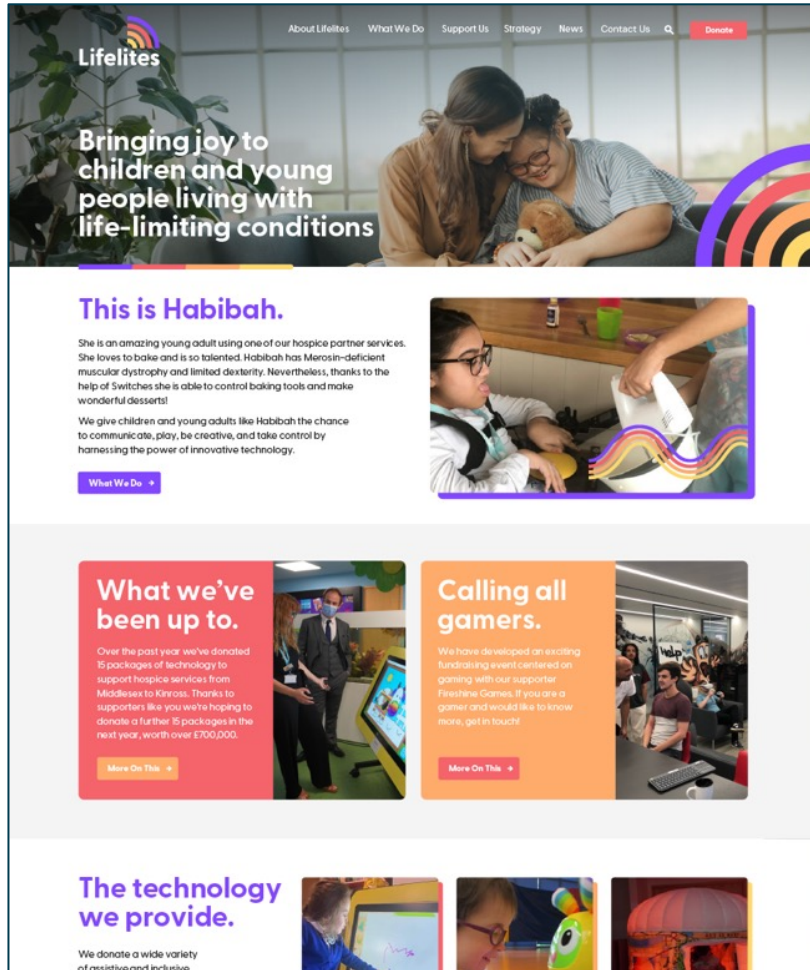 Lifelites
About Lifelites What We Do Support Us Strategy News Contact Us Donate
Bringing joy to
children and young
people living with
life-limiting conditions
This is Habibah.
She is an amazing young adult using one of our hospice partner services.
She loves to bake and is so talented. Habibah has Merosin-deficient
muscular dystrophy and limited dexterity. Nevertheless, thanks to the
help of Switches she is able to control baking tools and make
wonderful desserts!
We give children and young adults like Habibah the chance
to communicate, play, be creative, and take control by
harnessing the power of innovative technology.
What We Do →
What we've
been up to.
Over the past year we've donated
15 packages of technology to
support hospice services from
Middlesex to Kinross. Thanks to
supporters like you we're hoping to
donate a further 15 packages in the
next year, worth over £700,000.
More On This →
Calling all
gamers.
We have developed an exciting
fundraising event centered on
gaming with our supporter
Fireshine Games. If you are a
gamer and would like to know
more, get in touch!
More On This →
Help
The technology
we provide.
We donate a wide variety
of assistive and inclusive